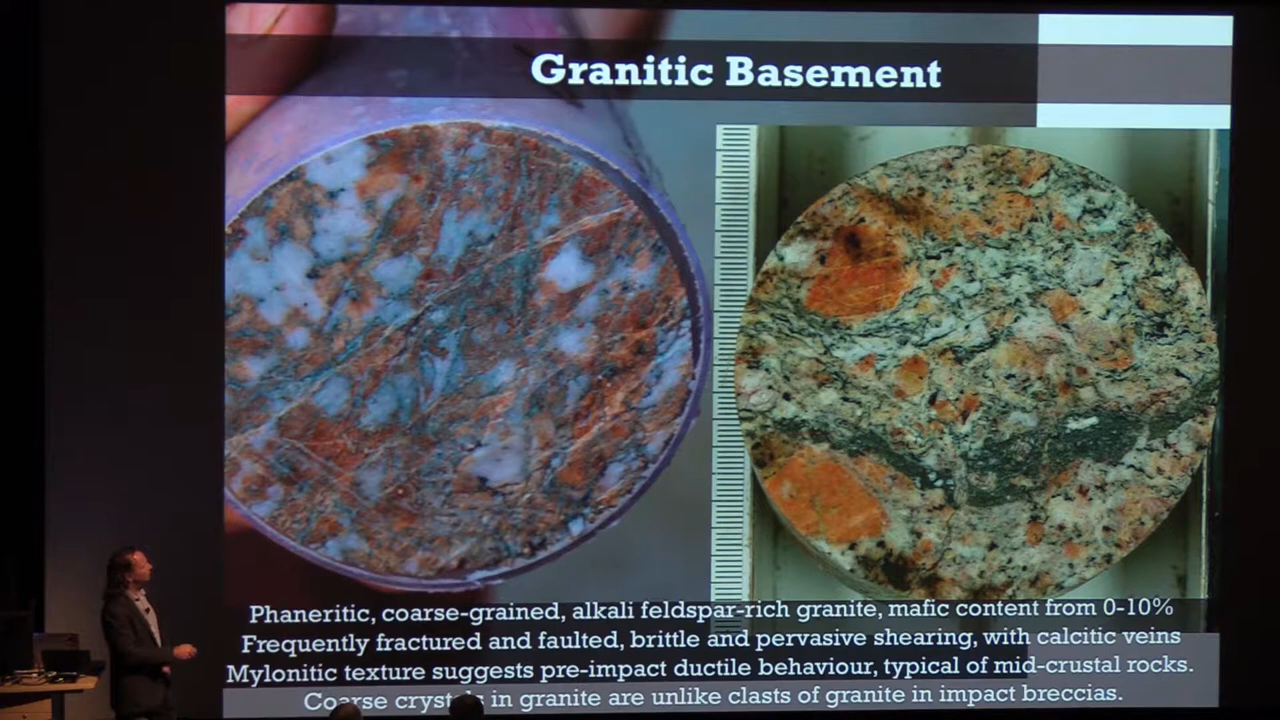 Granitic Basement
Phaneritic, coarse-grained, alkali feldspar-rich granite, mafic content from 0-10%
Frequently fractured and faulted, brittle and pervasive shearing, with calcitic veins
Mylonitic texture suggests pre-impact ductile behaviour, typical of mid-crustal rocks.
Coarse crystals in granite are unlike clasts of granite in impact breccias.